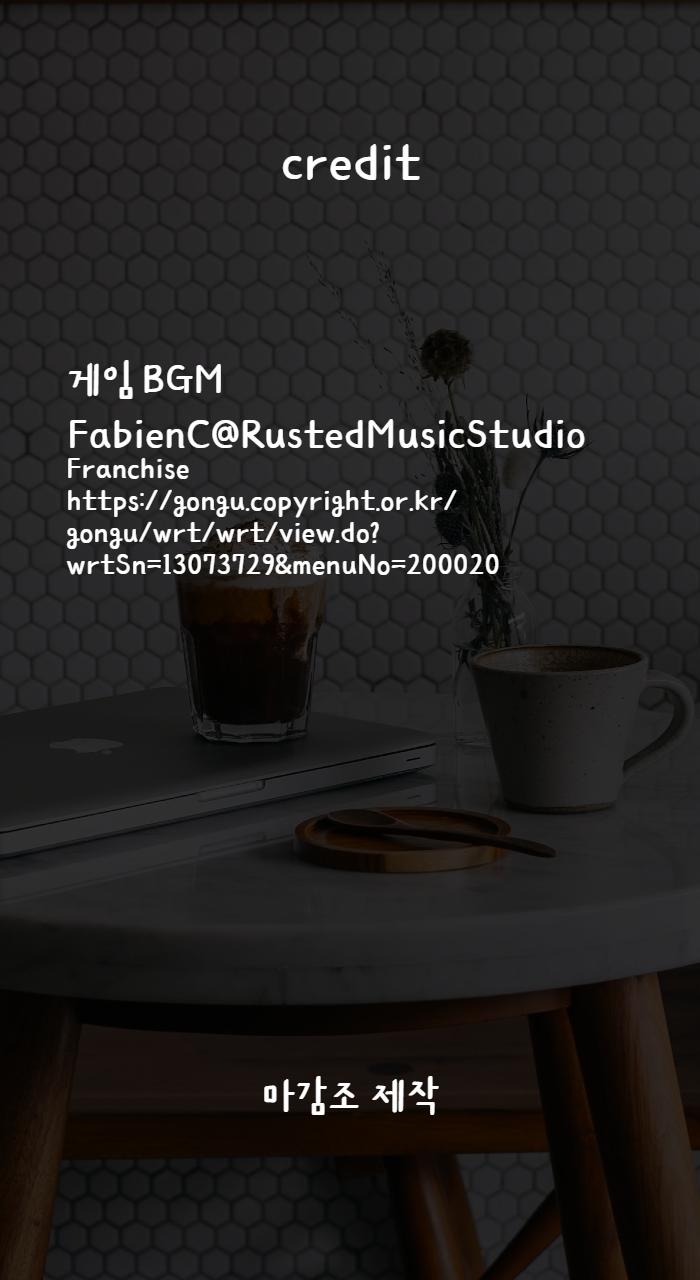 credit
게임 BGM
FabienC@RustedMusicStudio
Franchise
https://gongu.copyright.or.kr/
gongu/wrt/wrt/view.do?
wrtSn=13073729&menuNo=200020
마감조 제작